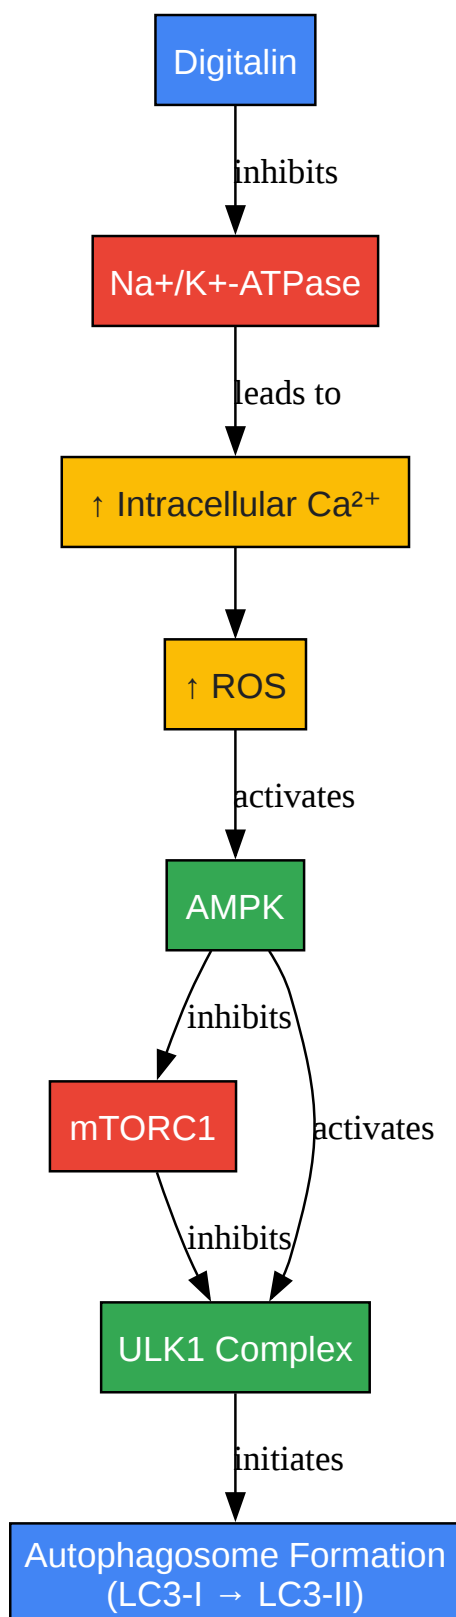 Digitalin
inhibits
Na+/K+-ATPase
leads to
↑ Intracellular Ca²⁺
↑ ROS
activates
AMPK
inhibits
mTORC1
activates
inhibits
ULK1 Complex
initiates
Autophagosome Formation
(LC3-I → LC3-II)